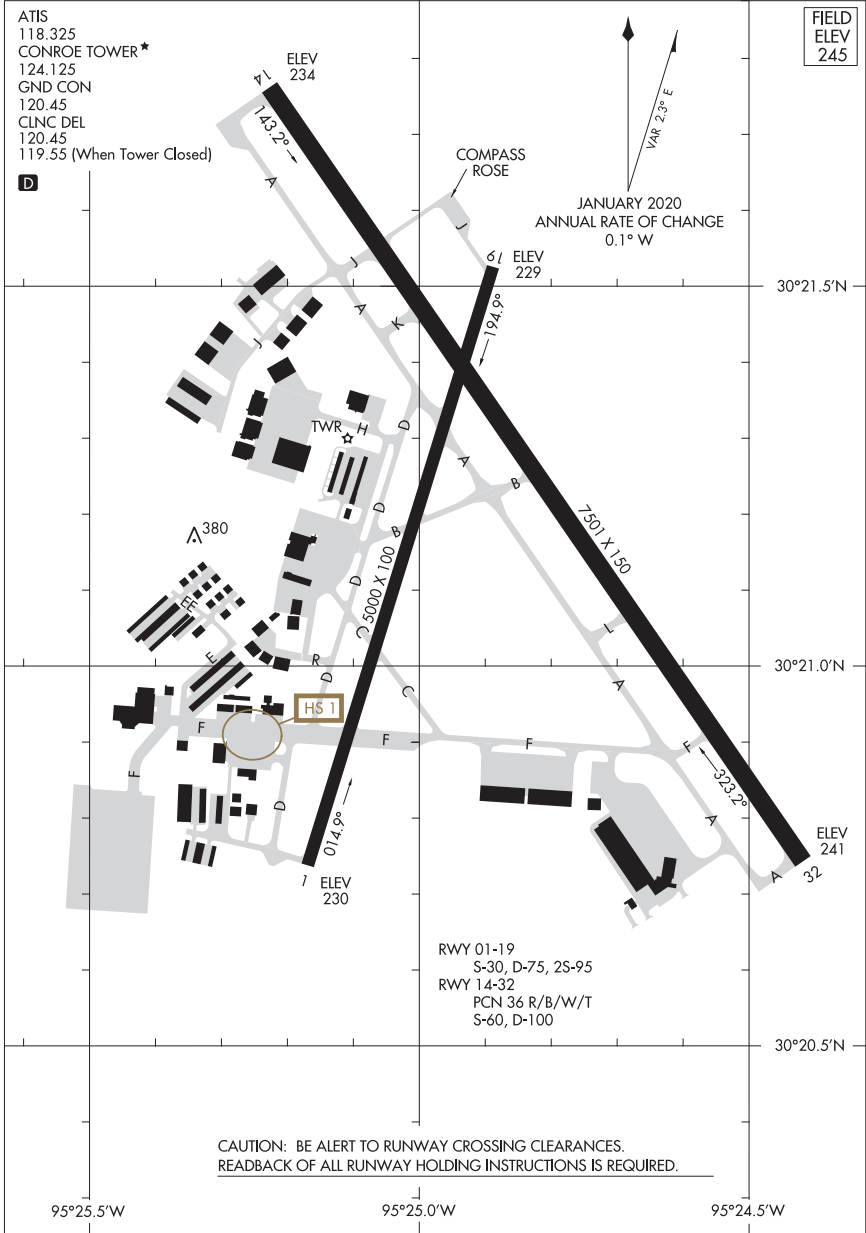 ATIS
118.325
CONROE TOWER★
124.125
GND CON
120.45
CLNC DEL
120.45
119.55 (When Tower Closed)
D
FIELD
ELEV
245
VAR 2.3° E
JANUARY 2020
ANNUAL RATE OF CHANGE
0.1° W
14
ELEV
234
143.2°
A
COMPASS
ROSE
J
19
ELEV
229
30°21.5'N
J
A
K
194.9°
J
TWR
H
D
A
B
D
B
7501 X 150
380
5000 X 100
D
C
EE
L
E
R
30°21.0'N
D
C
A
HS 1
F
F
F
F
F
323.2°
D
A
014.9°
ELEV
241
A
32
1
ELEV
230
RWY 01-19
S-30, D-75, 2S-95
RWY 14-32
PCN 36 R/B/W/T
S-60, D-100
30°20.5'N
CAUTION: BE ALERT TO RUNWAY CROSSING CLEARANCES.
READBACK OF ALL RUNWAY HOLDING INSTRUCTIONS IS REQUIRED.
95°25.5'W
95°25.0'W
95°24.5'W